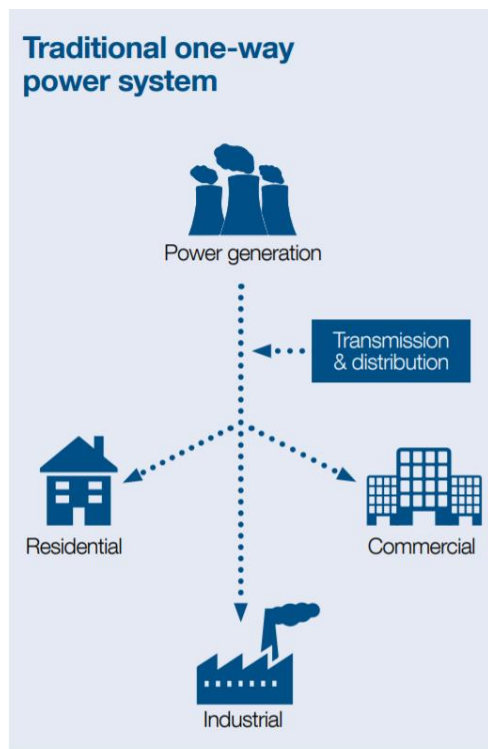 Traditional one-way
power system
Power generation
Transmission
& distribution
Residential
Commercial
Industrial